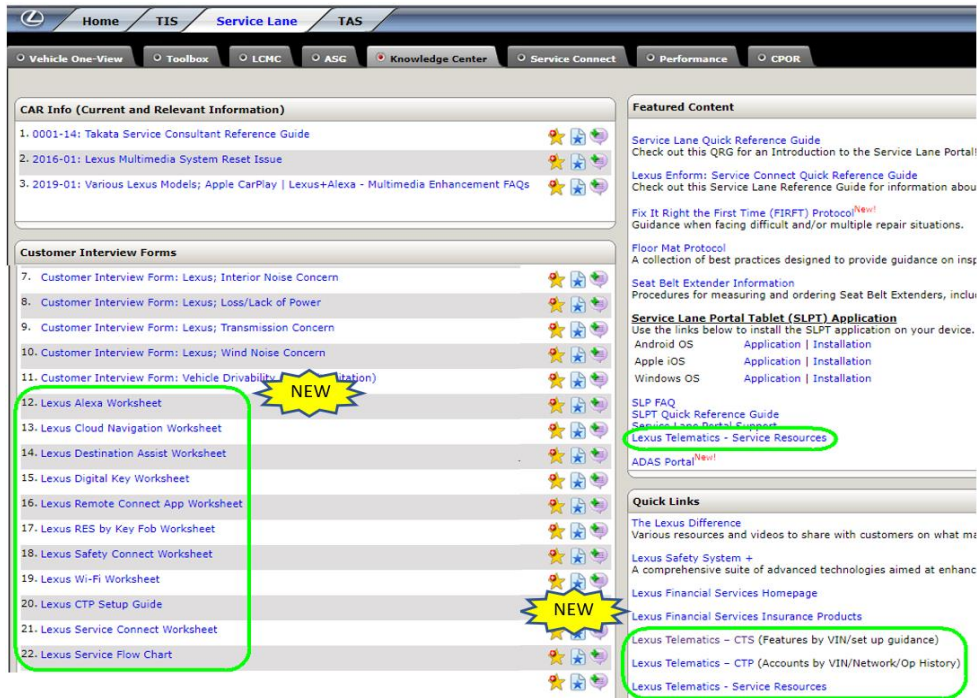 Home TIS Service Lane TAS
Vehicle One-View Toolbox LCMC ASG Knowledge Center Service Connect Performance CPOR
CAR Info (Current and Relevant Information)
1. 0001-14: Takata Service Consultant Reference Guide
2. 2016-01: Lexus Multimedia System Reset Issue
3. 2019-01: Various Lexus Models; Apple CarPlay | Lexus+Alexa - Multimedia Enhancement FAQs
Customer Interview Forms
7. Customer Interview Form: Lexus; Interior Noise Concern
8. Customer Interview Form: Lexus; Loss/Lack of Power
9. Customer Interview Form: Lexus; Transmission Concern
10. Customer Interview Form: Lexus; Wind Noise Concern
11. Customer Interview Form: Vehicle Drivability
NEW
12. Lexus Alexa Worksheet
13. Lexus Cloud Navigation Worksheet
14. Lexus Destination Assist Worksheet
15. Lexus Digital Key Worksheet
16. Lexus Remote Connect App Worksheet
17. Lexus RES by Key Fob Worksheet
18. Lexus Safety Connect Worksheet
19. Lexus Wi-Fi Worksheet
20. Lexus CTP Setup Guide
21. Lexus Service Connect Worksheet
22. Lexus Service Flow Chart
NEW
Featured Content
Service Lane Quick Reference Guide
Check out this QRG for an Introduction to the Service Lane Portal!
Lexus Enform: Service Connect Quick Reference Guide
Check out this Service Lane Reference Guide for information abou
Fix It Right the First Time (FIRFT) Protocol New!
Guidance when facing difficult and/or multiple repair situations.
Floor Mat Protocol
A collection of best practices designed to provide guidance on insp
Seat Belt Extender Information
Procedures for measuring and ordering Seat Belt Extenders, inclu
Service Lane Portal Tablet (SLPT) Application
Use the links below to install the SLPT application on your device.
Android OS Application | Installation
Apple iOS Application | Installation
Windows OS Application | Installation
SLP FAQ
SLPT Quick Reference Guide
Service Lane Portal Support
Lexus Telematics - Service Resources
ADAS Portal New!
Quick Links
The Lexus Difference
Various resources and videos to share with customers on what ma
Lexus Safety System +
A comprehensive suite of advanced technologies aimed at enhanc
Lexus Financial Services Homepage
Lexus Financial Services Insurance Products
Lexus Telematics – CTS (Features by VIN/set up guidance)
Lexus Telematics – CTP (Accounts by VIN/Network/Op History)
Lexus Telematics - Service Resources